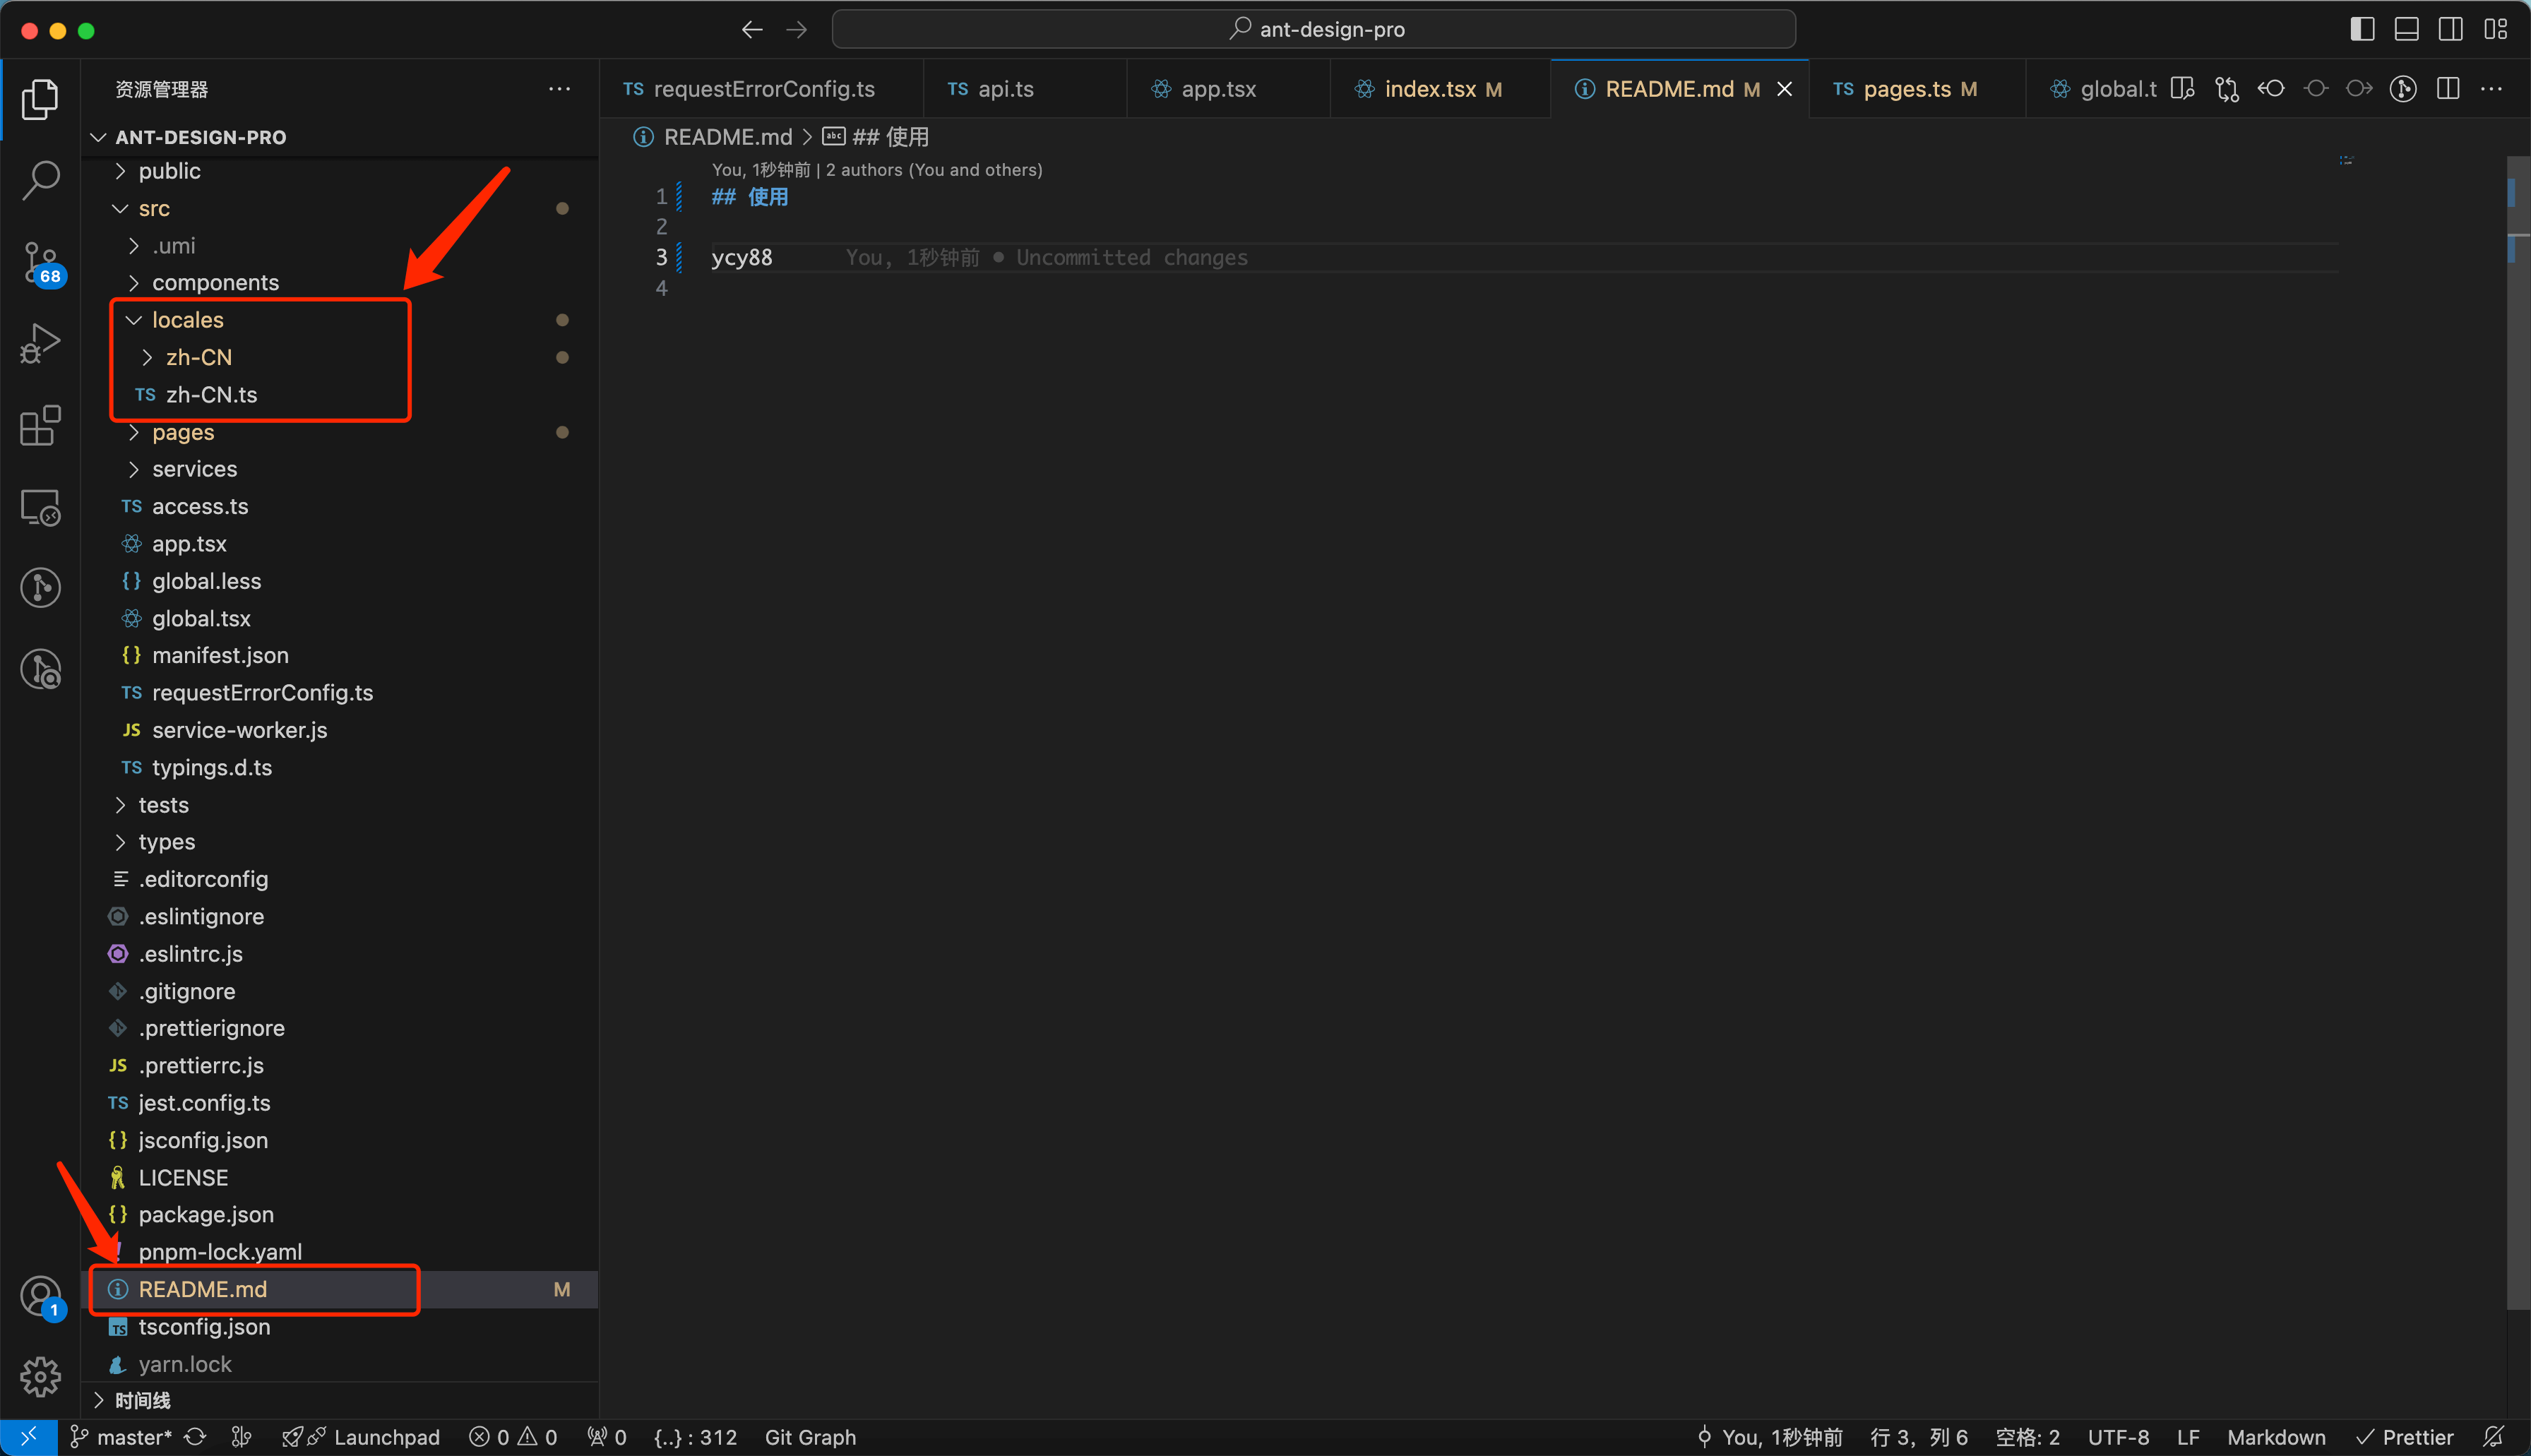 ant-design-pro
资源管理器
TS requestErrorConfig.ts
TS api.ts
app.tsx
index.tsx M
README.md M
TS pages.ts M
global.t
ANT-DESIGN-PRO
public
src
.umi
components
locales
zh-CN
TS zh-CN.ts
pages
services
TS access.ts
app.tsx
{} global.less
global.tsx
{} manifest.json
TS requestErrorConfig.ts
JS service-worker.js
TS typings.d.ts
tests
types
.editorconfig
.eslintignore
.eslintrc.js
.gitignore
.prettierignore
JS .prettierrc.js
TS jest.config.ts
{} jsconfig.json
LICENSE
{} package.json
! pnpm-lock.yaml
README.md M
TS tsconfig.json
yarn.lock
时间线
68
1
README.md > abc ## 使用
You, 1秒钟前 | 2 authors (You and others)
1 ## 使用
2
3 ycy88 You, 1秒钟前 • Uncommitted changes
4
master* Launchpad 0 0 0 {..} : 312 Git Graph You, 1秒钟前 行 3，列 6 空格: 2 UTF-8 LF Markdown Prettier